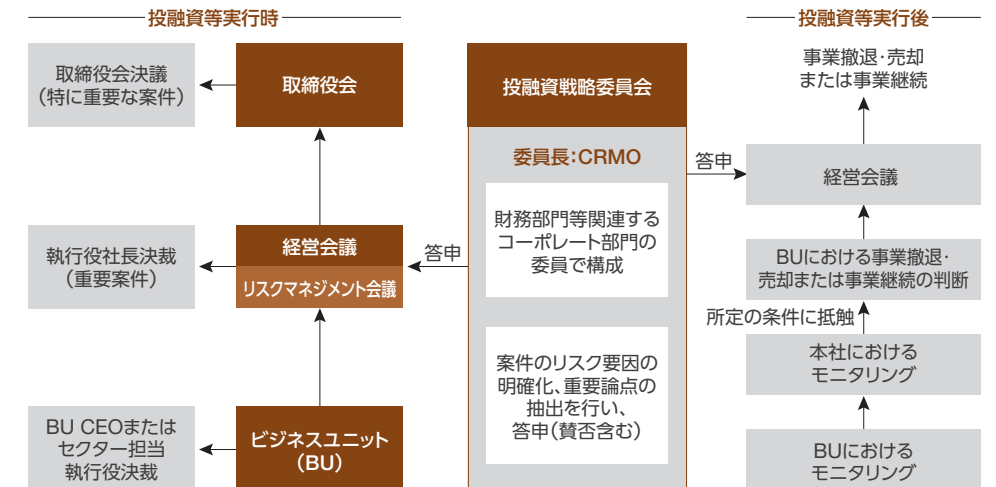 投融資等実行時
取締役会決議
(特に重要な案件)
取締役会
執行役社長決裁
(重要案件)
経営会議
リスクマネジメント会議
BU CEOまたは
セクター担当
執行役決裁
ビジネスユニット
(BU)
答申
投融資戦略委員会
委員長:CRMO
財務部門等関連する
コーポレート部門の
委員で構成
案件のリスク要因の
明確化、重要論点の
抽出を行い、
答申(賛否含む)
答申
投融資等実行後
事業撤退・売却
または事業継続
経営会議
BUにおける事業撤退・
売却または事業継続の判断
所定の条件に抵触
本社における
モニタリング
BUにおける
モニタリング